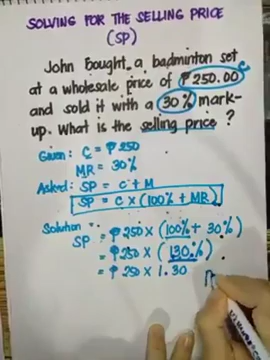 SOLVING FOR THE SELLING PRICE
(SP)
John bought a badminton set
at a wholesale price of ₱250.00
and sold it with a 30% mark-
up. What is the selling price ?
Given: C = ₱250
MR = 30%
Asked: SP = C + M
SP = C × (100% + MR)
Solution
SP = ₱250 × (100% + 30%)
= ₱250 × (130.%)
= ₱250 × 1.30